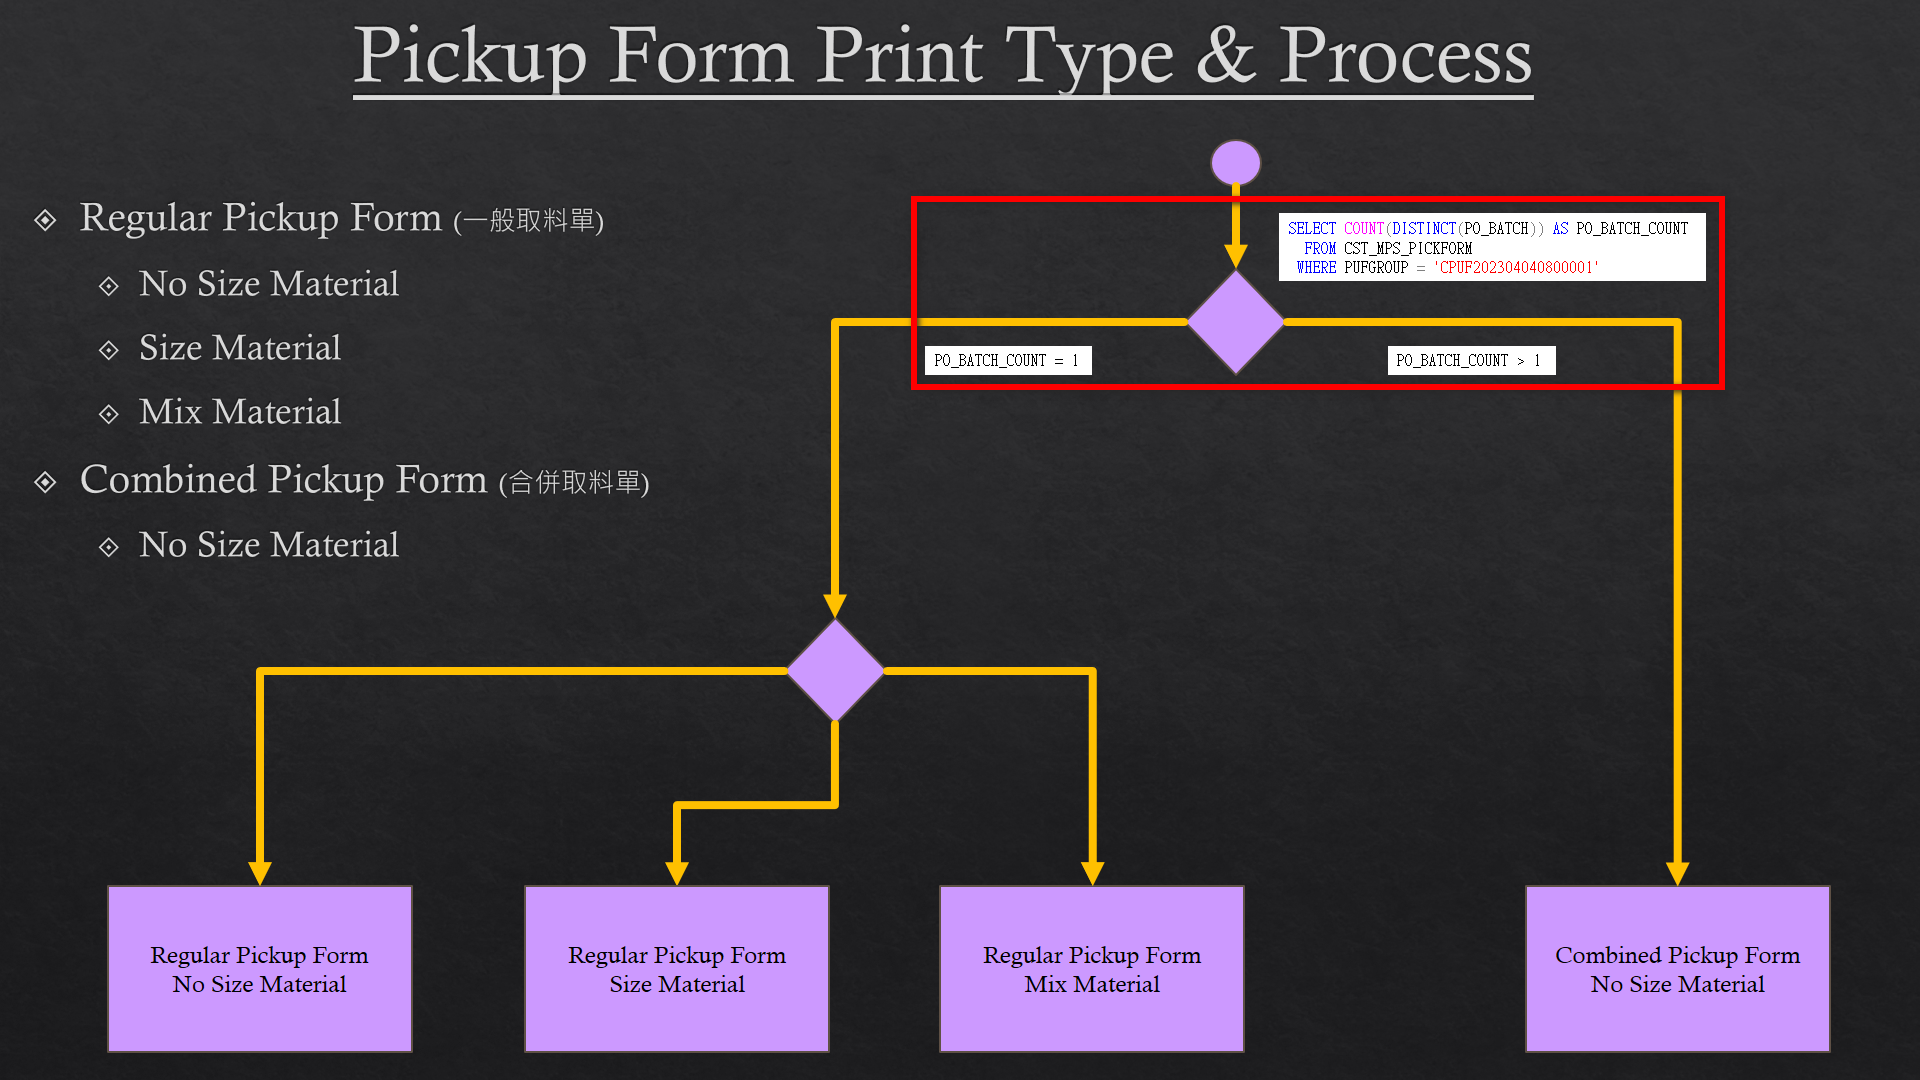 Pickup Form Print Type & Process
Regular Pickup Form (一般取料單)
No Size Material
Size Material
Mix Material
Combined Pickup Form (合併取料單)
No Size Material
SELECT COUNT(DISTINCT(PO_BATCH)) AS PO_BATCH_COUNT
FROM CST_MPS_PICKFORM
WHERE PUFGROUP = 'CPUF202304040800001'
PO_BATCH_COUNT = 1
PO_BATCH_COUNT > 1
Regular Pickup Form
No Size Material
Regular Pickup Form
Size Material
Regular Pickup Form
Mix Material
Combined Pickup Form
No Size Material